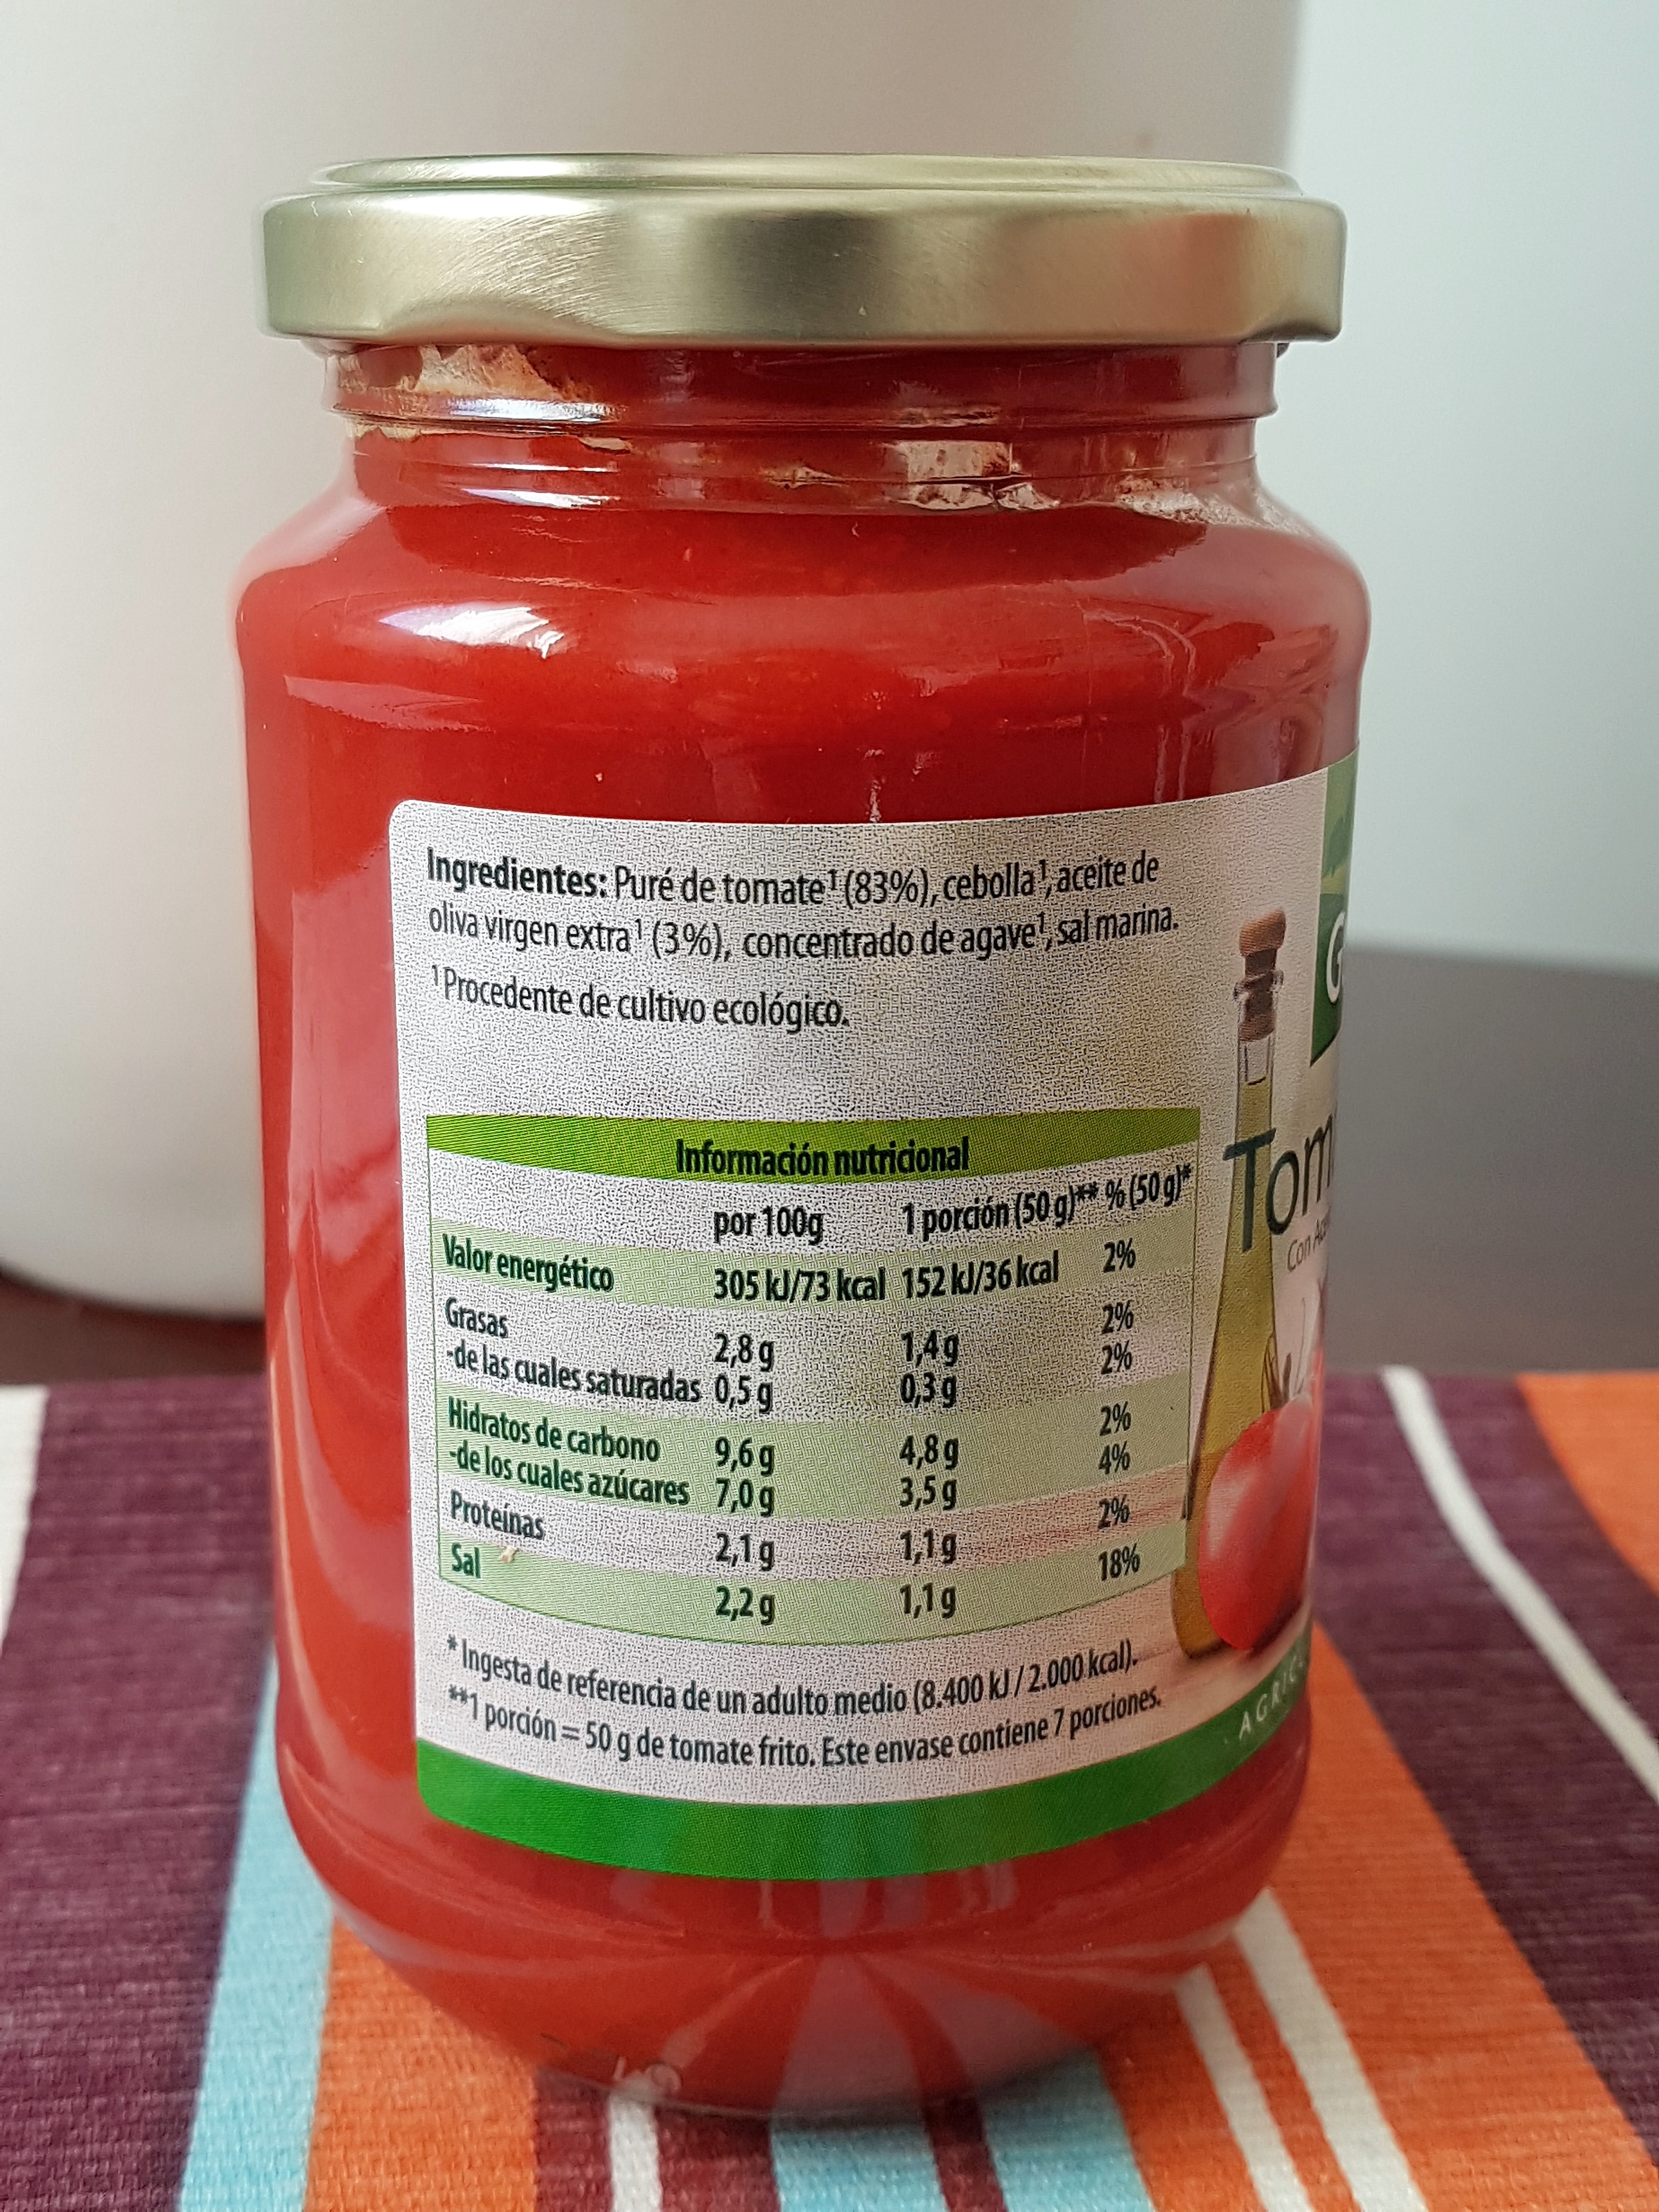 Ingredientes: Puré de tomate¹ (83%), cebolla¹, aceite de
oliva virgen extra¹ (3%), concentrado de agave¹, sal marina.
¹Procedente de cultivo ecológico.
Información nutricional
por 100g 1 porción (50 g)** % (50 g)*
Valor energético 305 kJ/73 kcal 152 kJ/36 kcal 2%
Grasas 2,8 g 1,4 g 2%
-de las cuales saturadas 0,5 g 0,3 g 2%
Hidratos de carbono 9,6 g 4,8 g 2%
-de los cuales azúcares 7,0 g 3,5 g 4%
Proteínas 2,1 g 1,1 g 2%
Sal 2,2 g 1,1 g 18%
* Ingesta de referencia de un adulto medio (8.400 kJ / 2.000 kcal).
**1 porción = 50 g de tomate frito. Este envase contiene 7 porciones.
G
Tom
Con
AGRIC